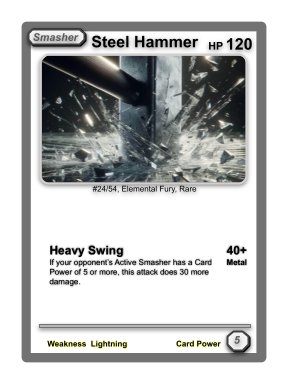 Smasher Steel Hammer HP 120
#24/54, Elemental Fury, Rare
Heavy Swing 40+
If your opponent's Active Smasher has a Card Metal
Power of 5 or more, this attack does 30 more
damage.
Weakness Lightning Card Power 5